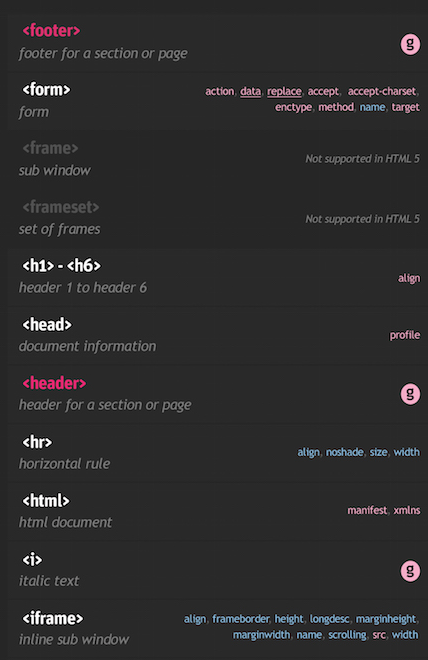 <footer>
footer for a section or page
g
<form>
form
action, data, replace, accept, accept-charset,
enctype, method, name, target
<frame>
sub window
Not supported in HTML 5
<frameset>
set of frames
Not supported in HTML 5
<h1> - <h6>
header 1 to header 6
align
<head>
document information
profile
<header>
header for a section or page
g
<hr>
horizontal rule
align, noshade, size, width
<html>
html document
manifest, xmlns
<i>
italic text
g
<iframe>
inline sub window
align, frameborder, height, longdesc, marginheight,
marginwidth, name, scrolling, src, width